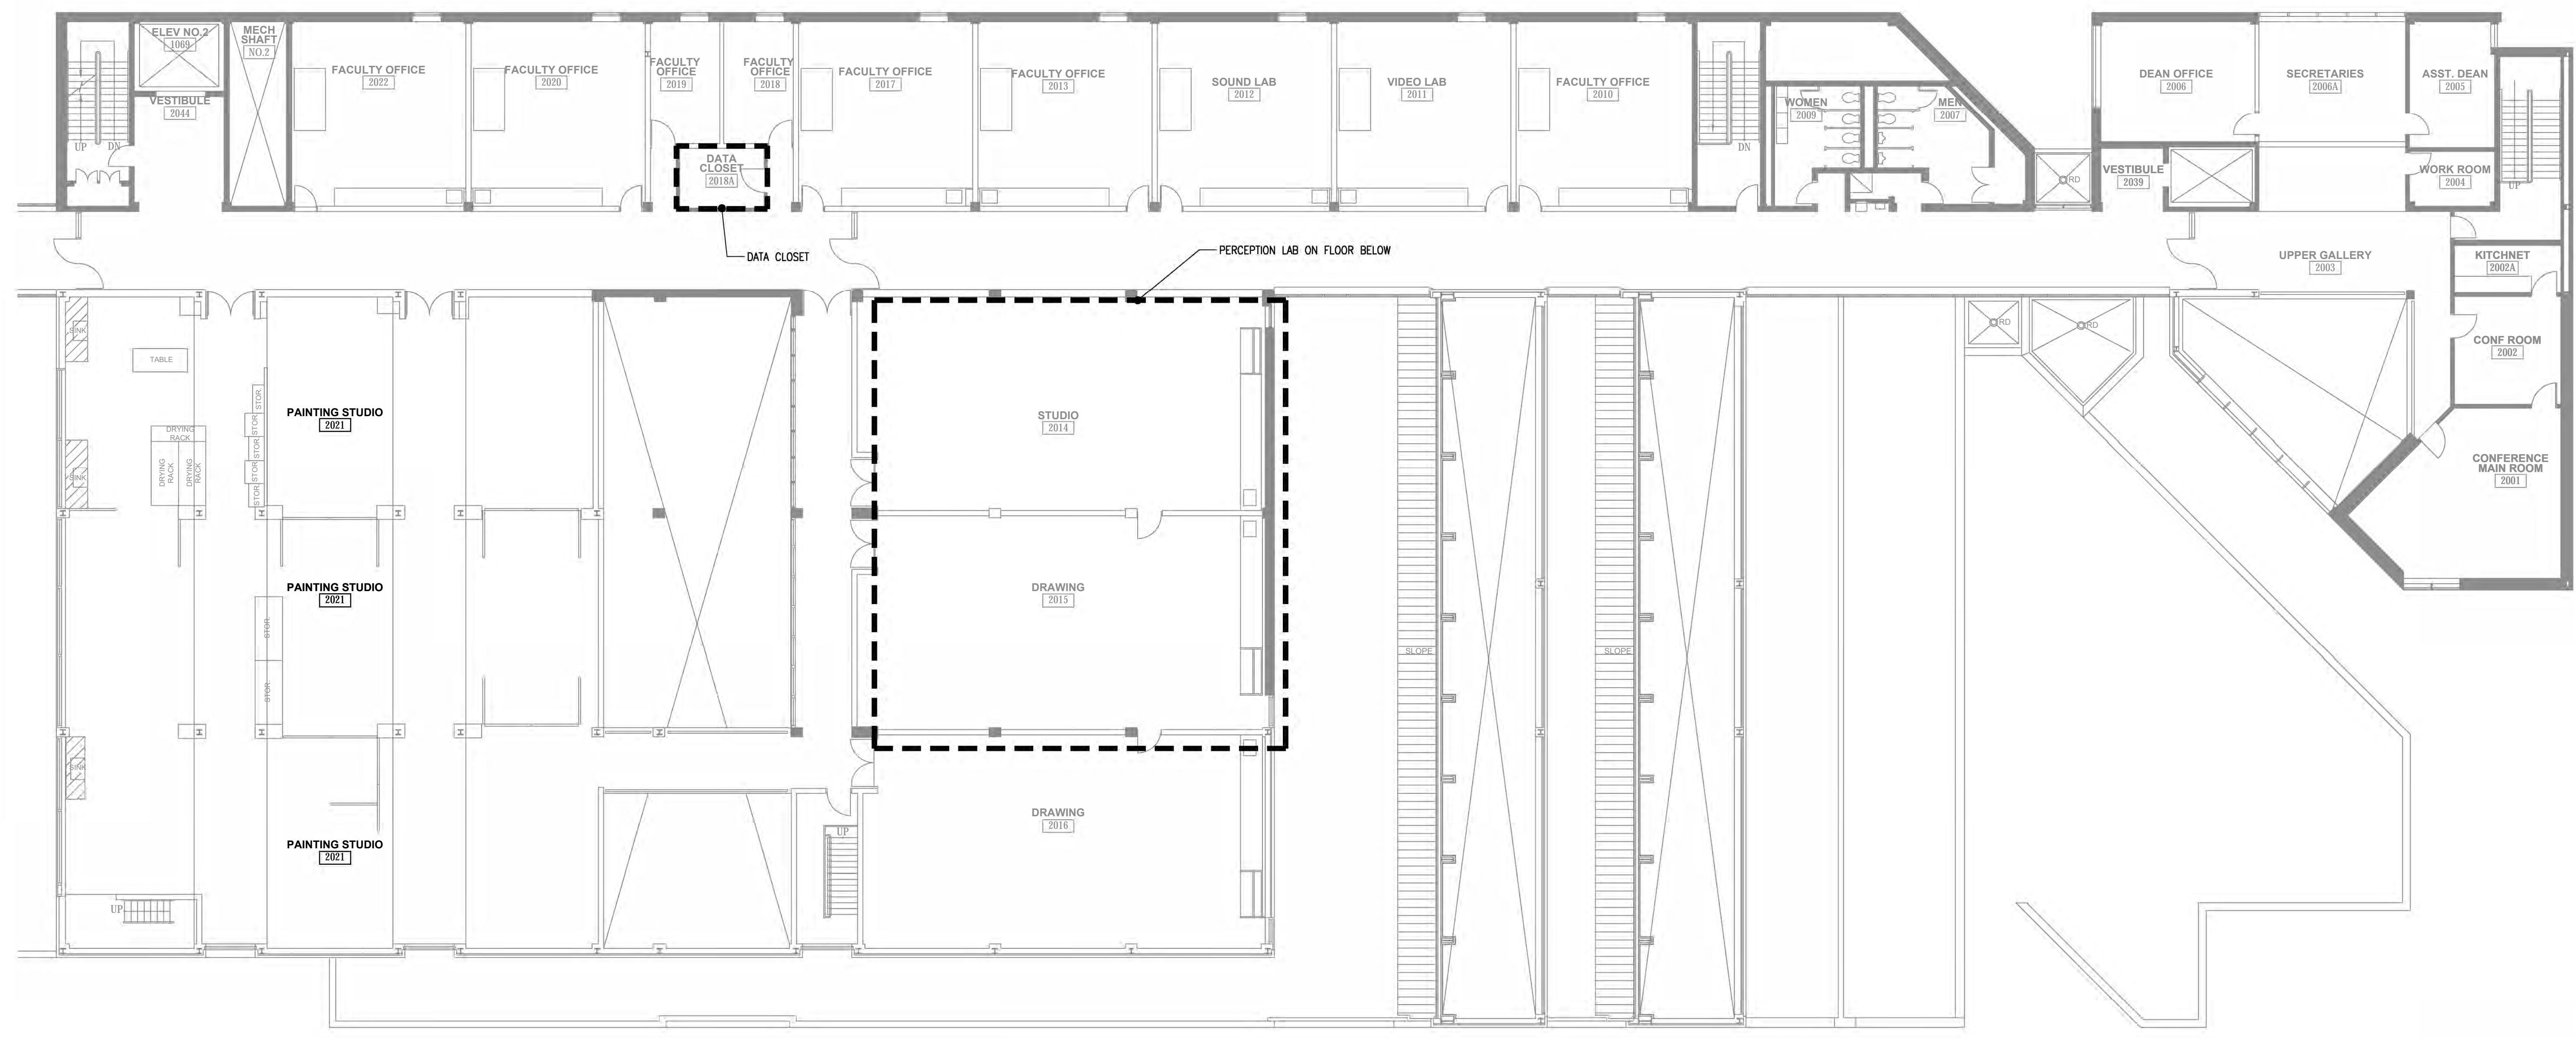 ELEV NO.2
1069
MECH
SHAFT
NO.2
VESTIBULE
2044
UP
DN
FACULTY OFFICE
2022
FACULTY OFFICE
2020
FACULTY
OFFICE
2019
FACULTY
OFFICE
2018
DATA
CLOSET
2018A
FACULTY OFFICE
2017
FACULTY OFFICE
2013
SOUND LAB
2012
VIDEO LAB
2011
FACULTY OFFICE
2010
DN
WOMEN
2009
MEN
2007
RD
DEAN OFFICE
2006
SECRETARIES
2006A
ASST. DEAN
2005
VESTIBULE
2039
WORK ROOM
2004
UP
DATA CLOSET
PERCEPTION LAB ON FLOOR BELOW
UPPER GALLERY
2003
KITCHNET
2002A
CONF ROOM
2002
CONFERENCE
MAIN ROOM
2001
RD
RD
SINK
TABLE
STOR.
STOR.
STOR.
STOR.
STOR.
DRYING
RACK
DRYING
RACK
DRYING
RACK
SINK
PAINTING STUDIO
2021
STUDIO
2014
PAINTING STUDIO
2021
DRAWING
2015
STOR.
STOR.
SLOPE
SLOPE
SINK
PAINTING STUDIO
2021
UP
DRAWING
2016
UP